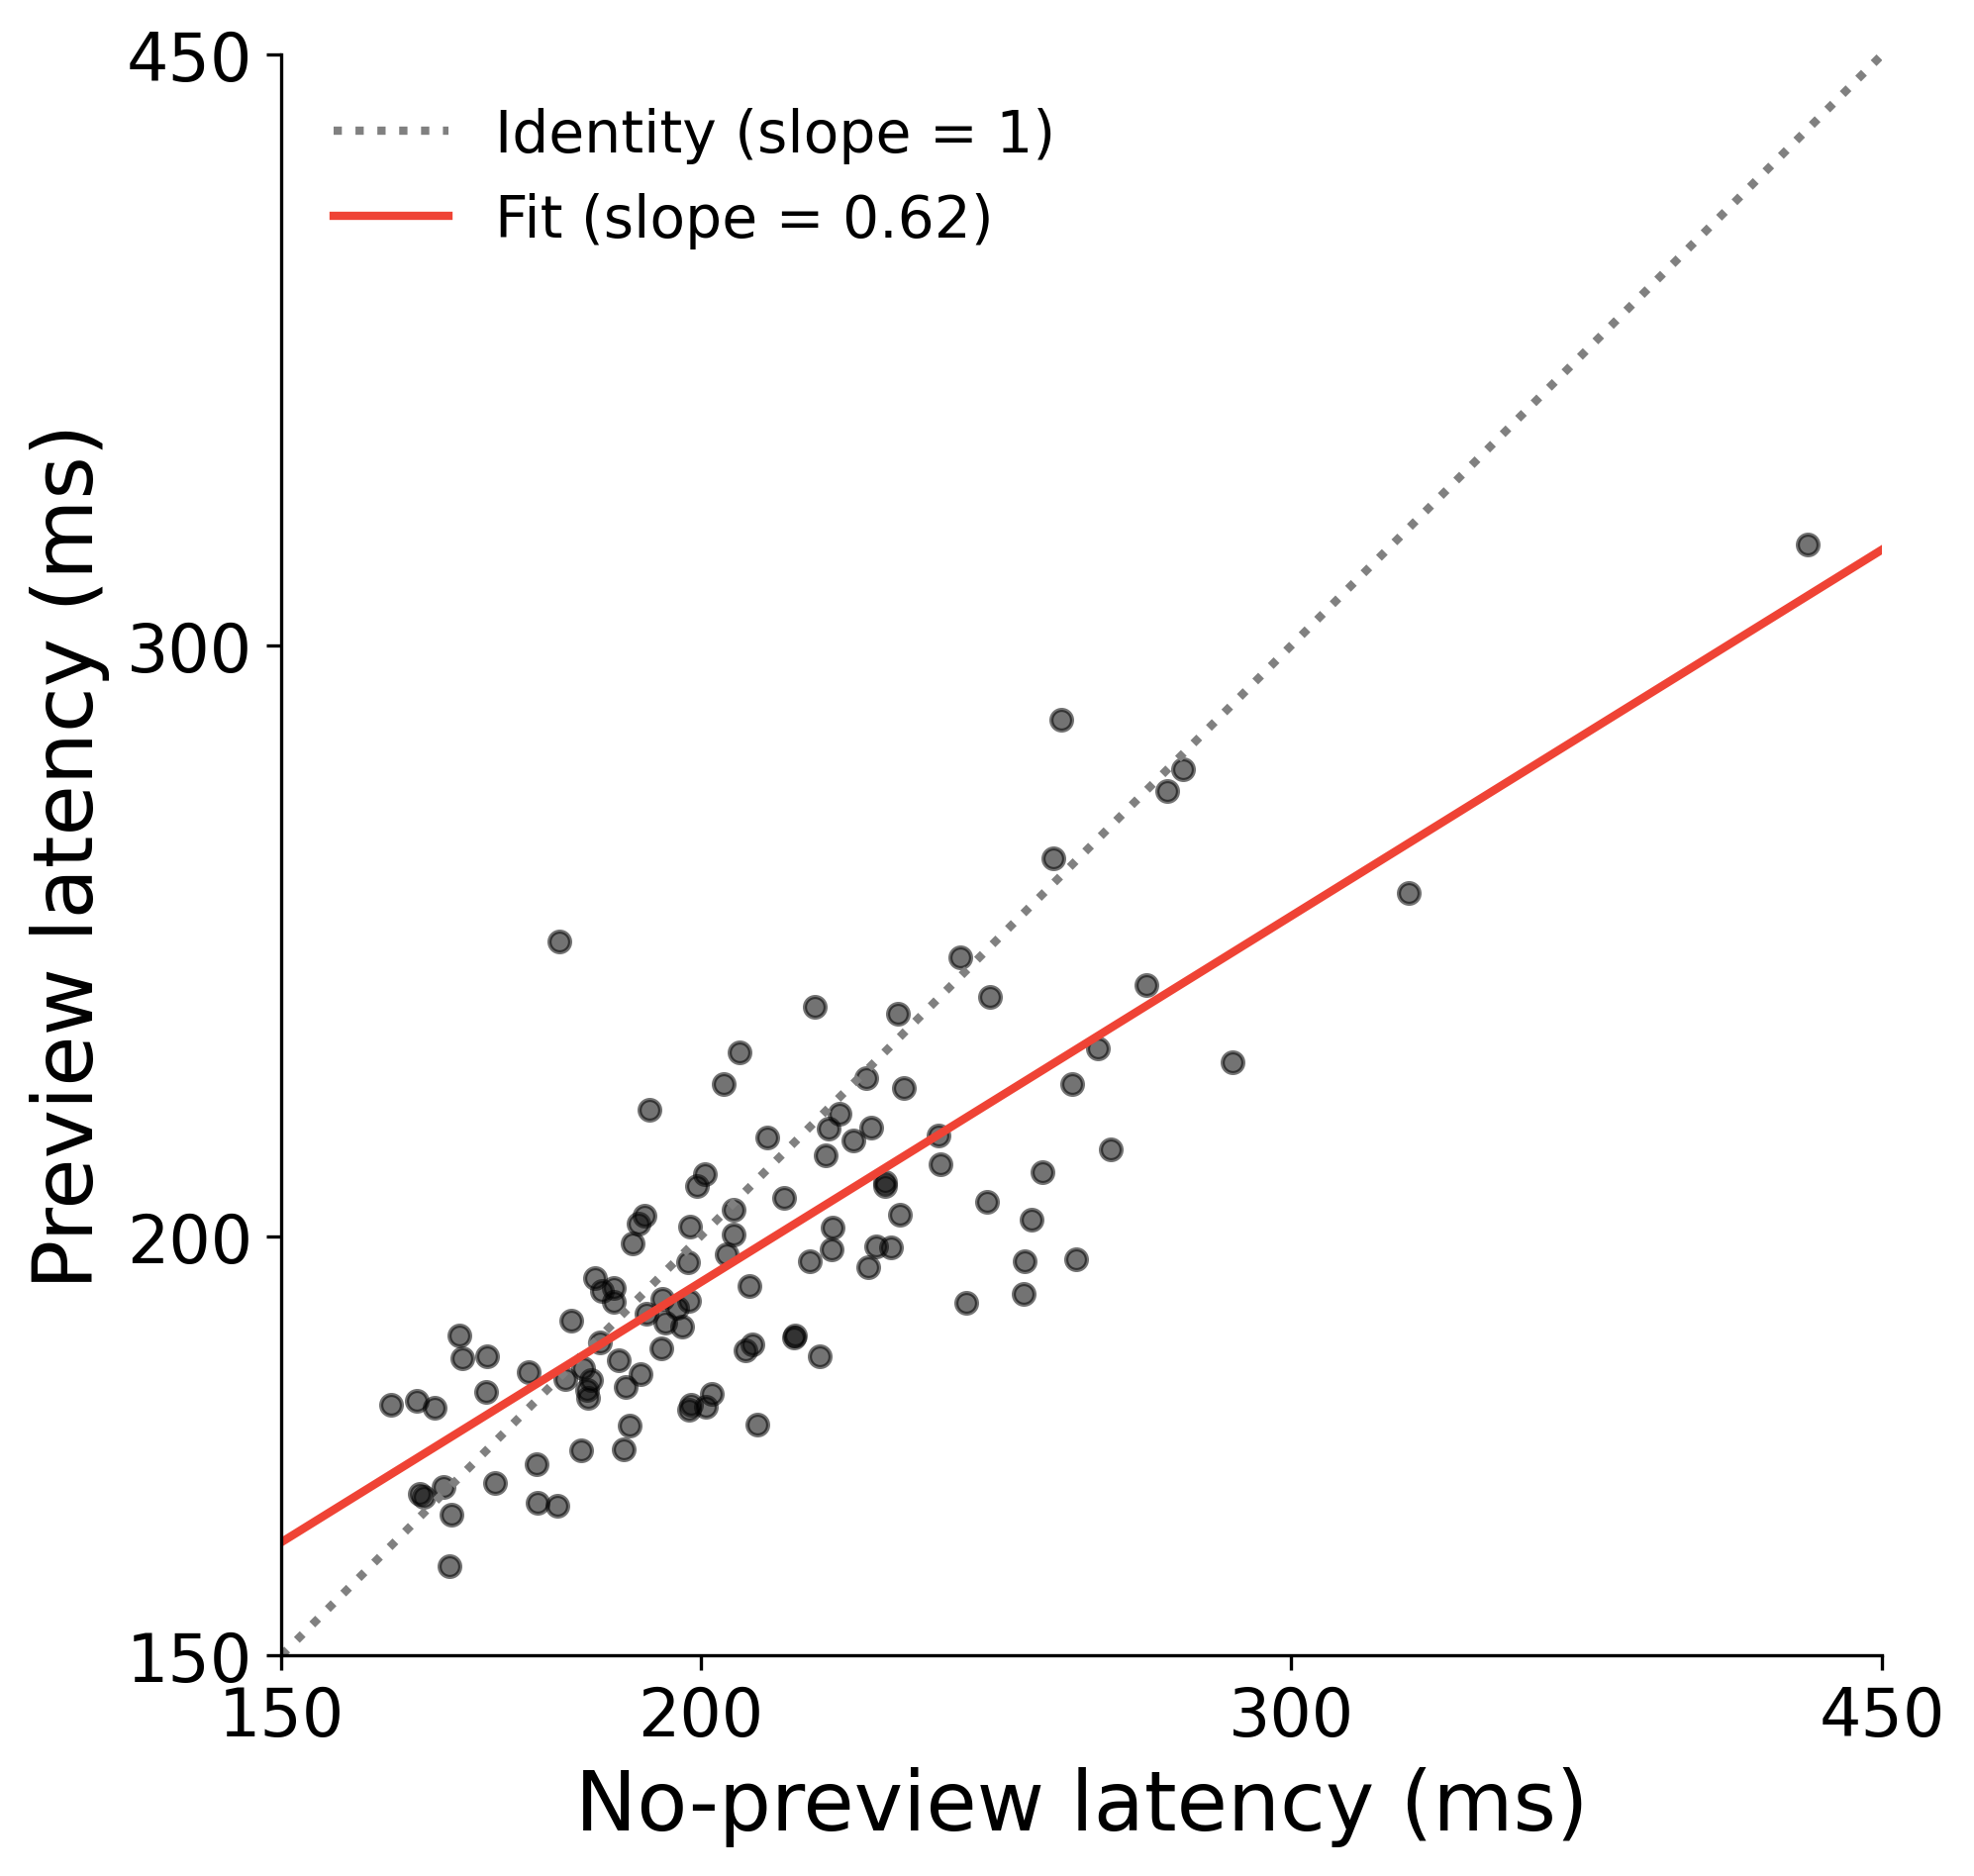 450
Identity (slope = 1)
Fit (slope = 0.62)
300
200
150
Preview latency (ms)
150 200 300 450
No-preview latency (ms)